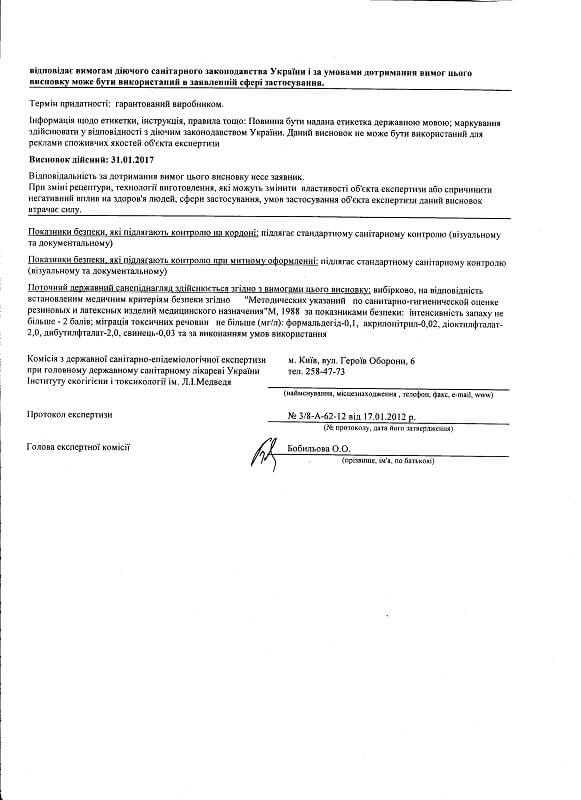 відповідає вимогам діючого санітарного законодавства України і за умовами дотримання вимог цього
висновку може бути використаний в заявленній сфері застосування.
Термін придатності: гарантований виробником.
Інформація щодо етикетки, інструкція, правила тощо: Повинна бути надана етикетка державною мовою; маркування
здійснювати у відповідності з діючим законодавством України. Даний висновок не може бути використаний для
реклами споживчих якостей об'єкта експертизи
Висновок дійсний: 31.01.2017
Відповідальність за дотримання вимог цього висновку несе заявник.
При зміні рецептури, технології виготовлення, які можуть змінити властивості об'єкта експертизи або спричинити
негативний вплив на здоров'я людей, сфери застосування, умов застосування об'єкта експертизи даний висновок
втрачає силу.
Показники безпеки, які підлягають контролю на кордоні: підлягає стандартному санітарному контролю (візуальному
та документальному)
Показники безпеки, які підлягають контролю при митному оформленні: підлягає стандартному санітарному контролю
(візуальному та документальному)
Поточний державний санепіднагляд здійснюється згідно з вимогами цього висновку: вибірково, на відповідність
встановленим медичним критеріям безпеки згідно "Методических указаний по санитарно-гигиенической оценке
резиновых и латексных изделий медицинского назначения"М, 1988 за показниками безпеки: інтенсивність запаху не
більше - 2 балів; міграція токсичних речовин не більше (мг/л): формальдегід-0,1, акрилонітрил-0,02, діоктилфталат-
2,0, дибутилфталат-2,0, свинець-0,03 та за виконанням умов використання
Комісія з державної санітарно-епідеміологічної експертизи
при головному державному санітарному лікареві України
Інституту екогігієни і токсикології ім. Л.І.Медведя
м. Київ, вул. Героїв Оборони, 6
тел. 258-47-73
(найменування, місцезнаходження , телефон, факс, e-mail, www)
Протокол експертизи
№ 3/8-А-62-12 від 17.01.2012 р.
(№ протоколу, дата його затвердження)
Голова експертної комісії
Бобильова О.О.
(прізвище, ім'я, по батькові)